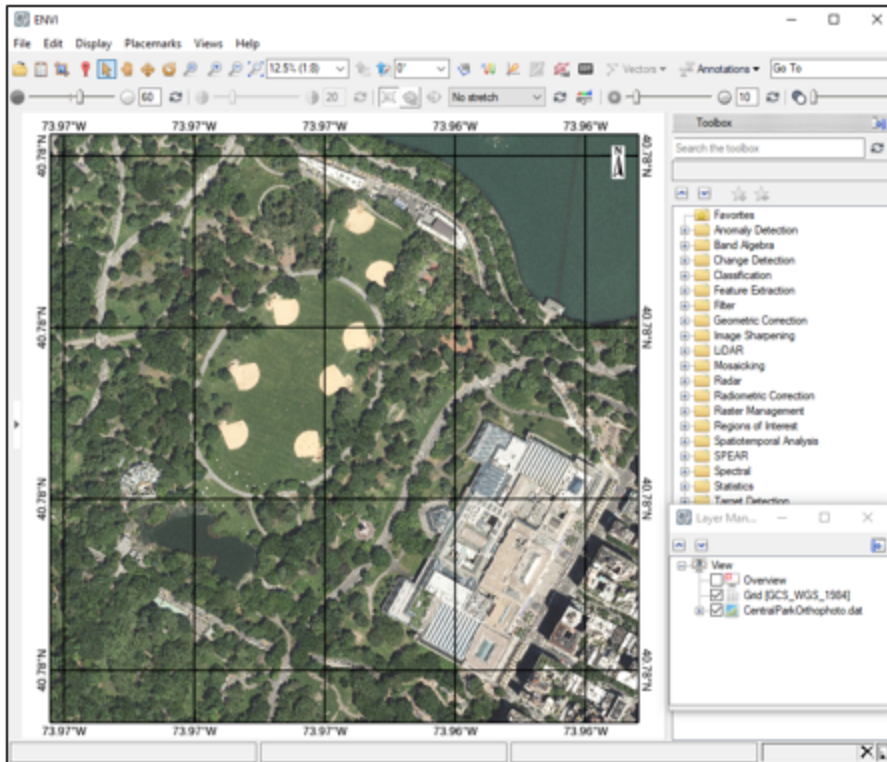 ENVI
File Edit Display Placemarks Views Help
12.5% (1:8) 0° Vectors Annotations Go To
60 20 No stretch 10
73.97"W 73.97"W 73.97"W 73.96"W 73.96"W
40.78"N 40.78"N
40.78"N 40.78"N
40.78"N 40.78"N
40.78"N 40.78"N
73.97"W 73.97"W 73.97"W 73.96"W 73.96"W
N
Toolbox
Search the toolbox
Favorites
Anomaly Detection
Band Algebra
Change Detection
Classification
Feature Extraction
Filter
Geometric Correction
Image Sharpening
LiDAR
Mosaicking
Radar
Radiometric Correction
Raster Management
Regions of Interest
Spatiotemporal Analysis
SPEAR
Spectral
Statistics
Target Detection
Layer Man...
View
Overview
Grid [GCS_WGS_1984]
CentralParkOrthophoto.dat